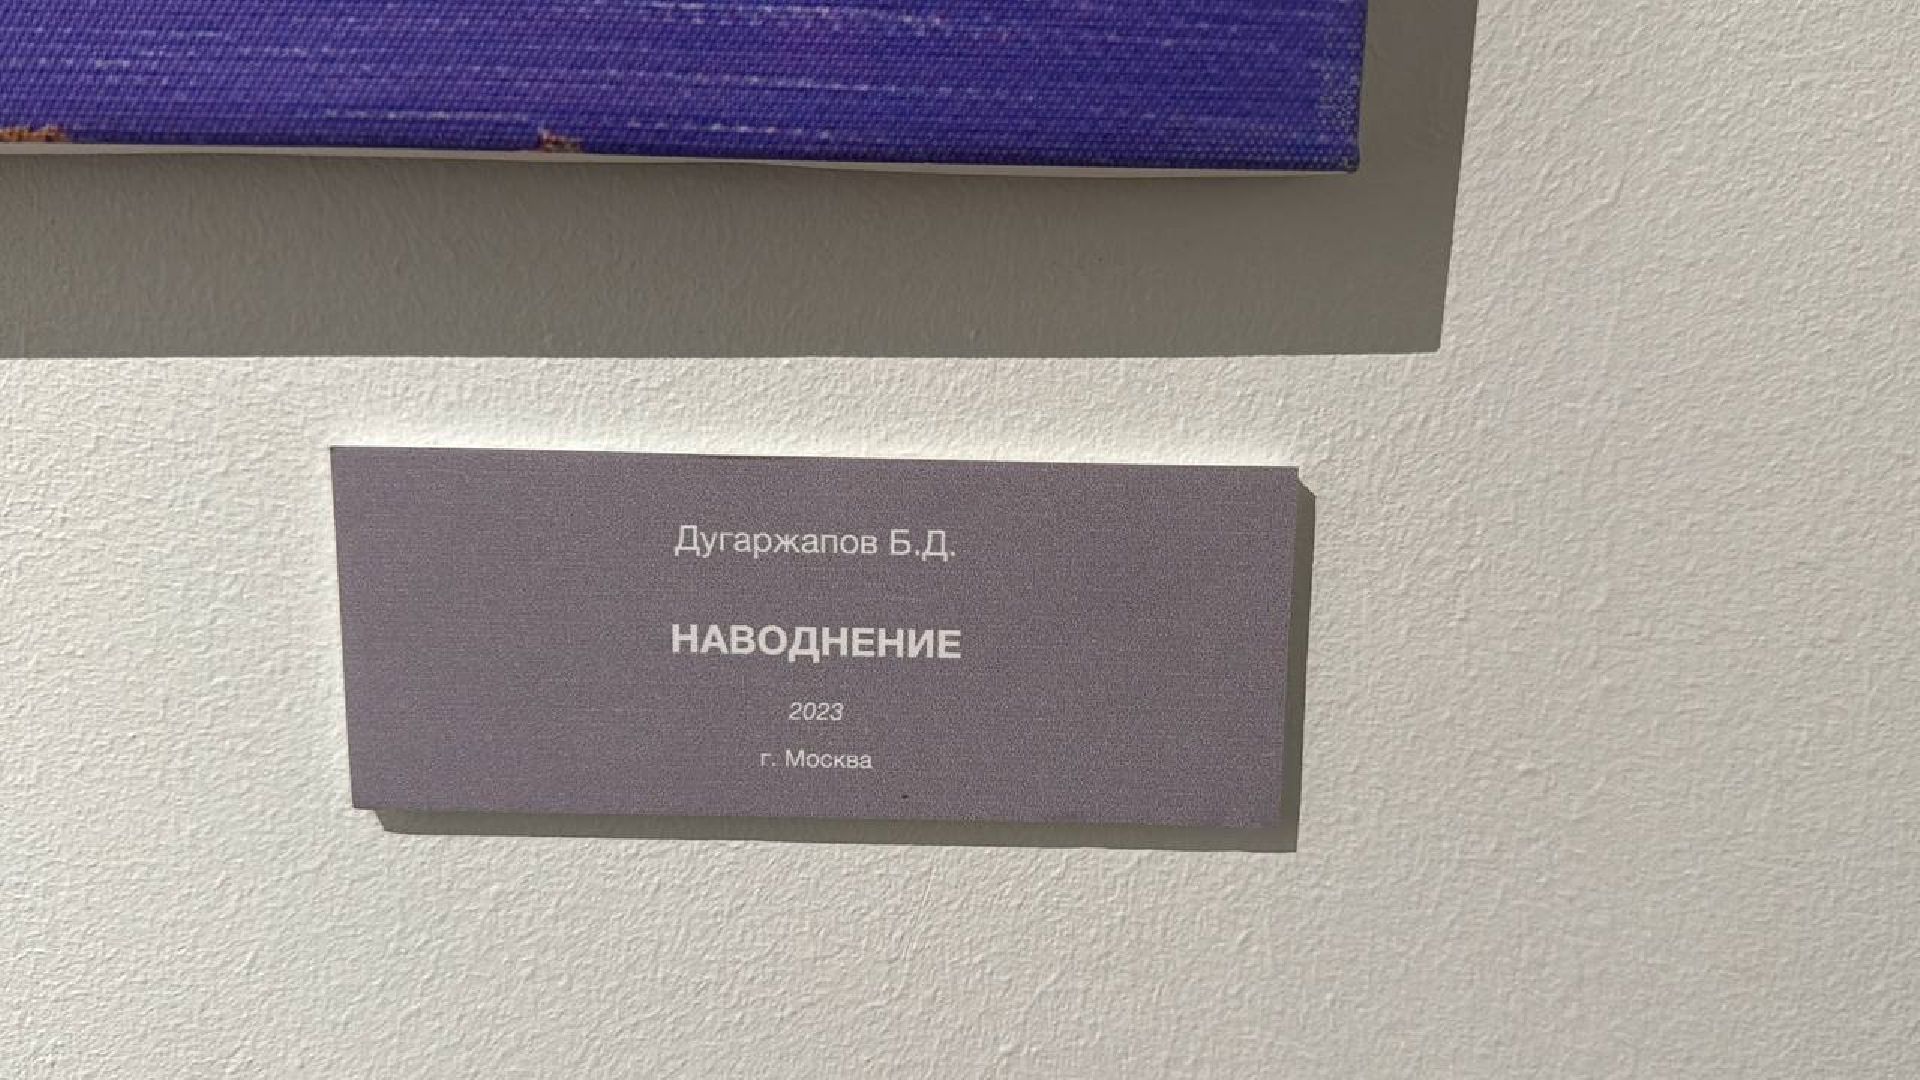 Дугаржапов Б.Д.
НАВОДНЕНИЕ
2023
г. Москва